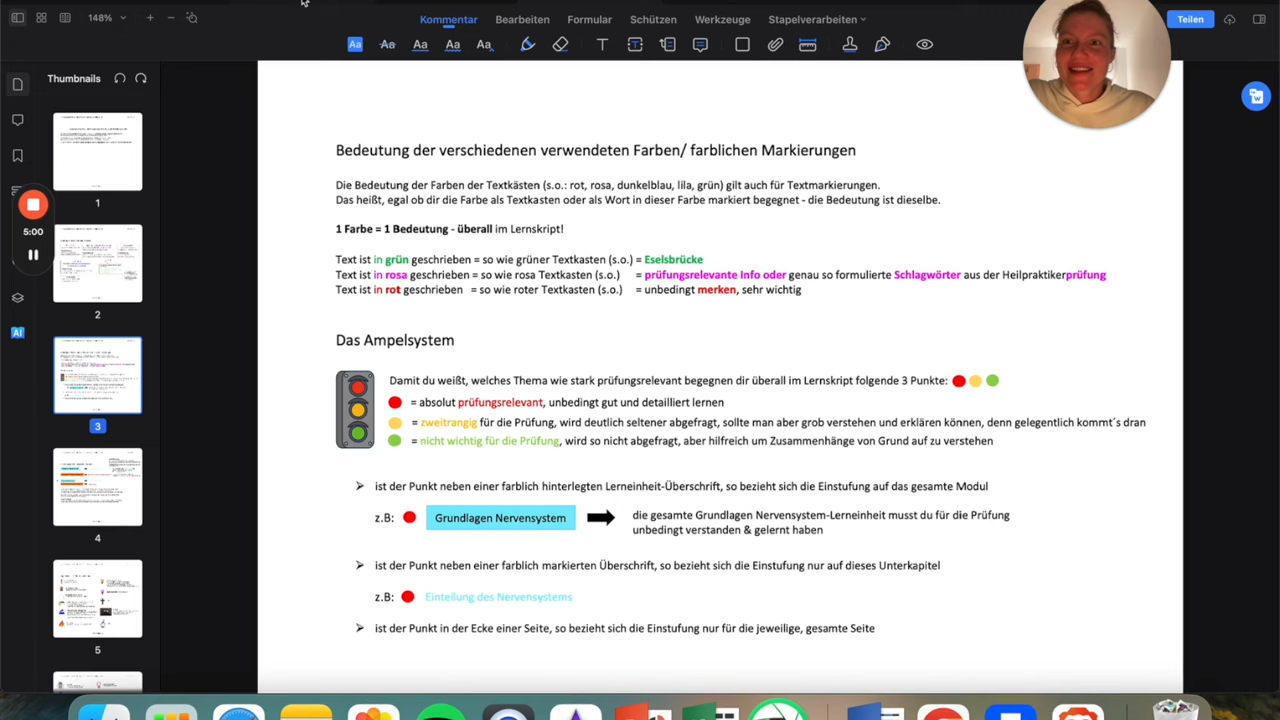 148%
Kommentar Bearbeiten Formular Schützen Werkzeuge Stapelverarbeiten
Teilen
Aa Aa Aa Aa Aa
Thumbnails
1
2
3
4
5
5:00
AI
Bedeutung der verschiedenen verwendeten Farben/ farblichen Markierungen
Die Bedeutung der Farben der Textkästen (s.o.: rot, rosa, dunkelblau, lila, grün) gilt auch für Textmarkierungen.
Das heißt, egal ob dir die Farbe als Textkasten oder als Wort in dieser Farbe markiert begegnet - die Bedeutung ist dieselbe.
1 Farbe = 1 Bedeutung - überall im Lernskript!
Text ist in grün geschrieben = so wie grüner Textkasten (s.o.) = Eselsbrücke
Text ist in rosa geschrieben = so wie rosa Textkasten (s.o.) = prüfungsrelevante Info oder genau so formulierte Schlagwörter aus der Heilpraktikerprüfung
Text ist in rot geschrieben = so wie roter Textkasten (s.o.) = unbedingt merken, sehr wichtig
Das Ampelsystem
Damit du weißt, welches Thema wie stark prüfungsrelevant begegnen dir überall im Lernskript folgende 3 Punkte:
= absolut prüfungsrelevant, unbedingt gut und detailliert lernen
= zweitrangig für die Prüfung, wird deutlich seltener abgefragt, sollte man aber grob verstehen und erklären können, denn gelegentlich kommt´s dran
= nicht wichtig für die Prüfung, wird so nicht abgefragt, aber hilfreich um Zusammenhänge von Grund auf zu verstehen
ist der Punkt neben einer farblich hinterlegten Lerneinheit-Überschrift, so bezieht sich die Einstufung auf das gesamte Modul
z.B: Grundlagen Nervensystem
die gesamte Grundlagen Nervensystem-Lerneinheit musst du für die Prüfung
unbedingt verstanden & gelernt haben
ist der Punkt neben einer farblich markierten Überschrift, so bezieht sich die Einstufung nur auf dieses Unterkapitel
z.B: Einteilung des Nervensystems
ist der Punkt in der Ecke einer Seite, so bezieht sich die Einstufung nur für die jeweilige, gesamte Seite